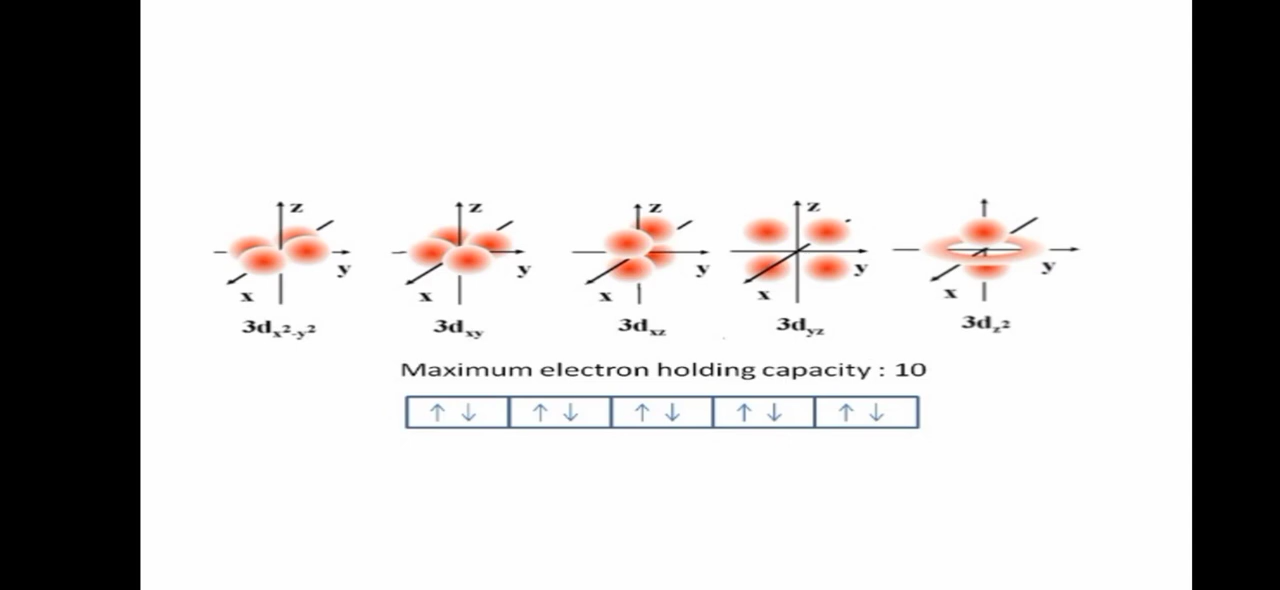 z z z z
y y y y y
x x x x x
3dₓ²-y² 3dxy 3dxz 3dyz 3dz²
Maximum electron holding capacity : 10
↑ ↓ ↑ ↓ ↑ ↓ ↑ ↓ ↑ ↓